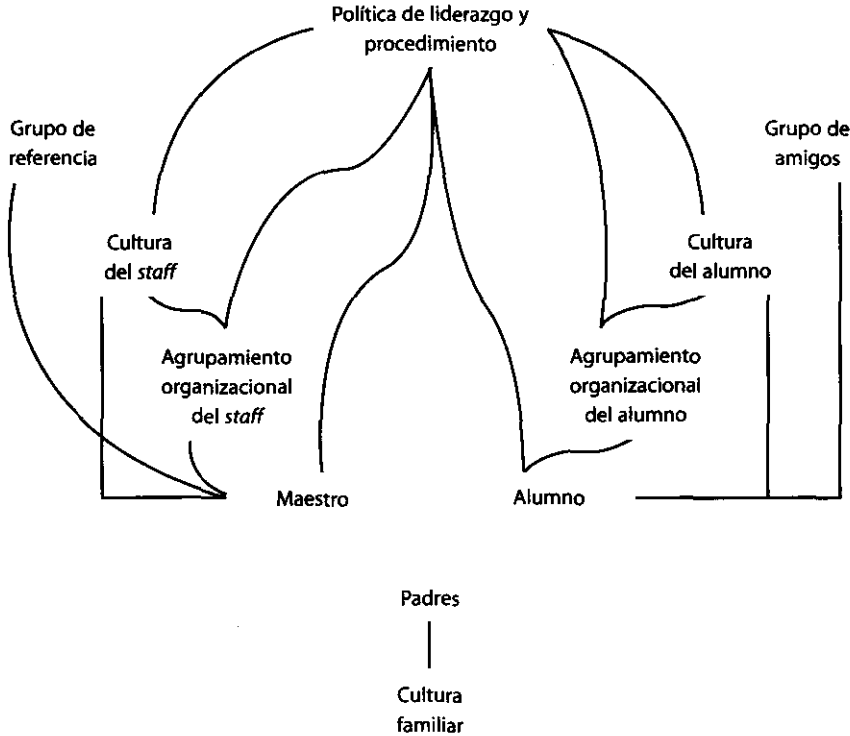 Política de liderazgo y
procedimiento
Grupo de
referencia
Grupo de
amigos
Cultura
del staff
Cultura
del alumno
Agrupamiento
organizacional
del staff
Agrupamiento
organizacional
del alumno
Maestro
Alumno
Padres
Cultura
familiar